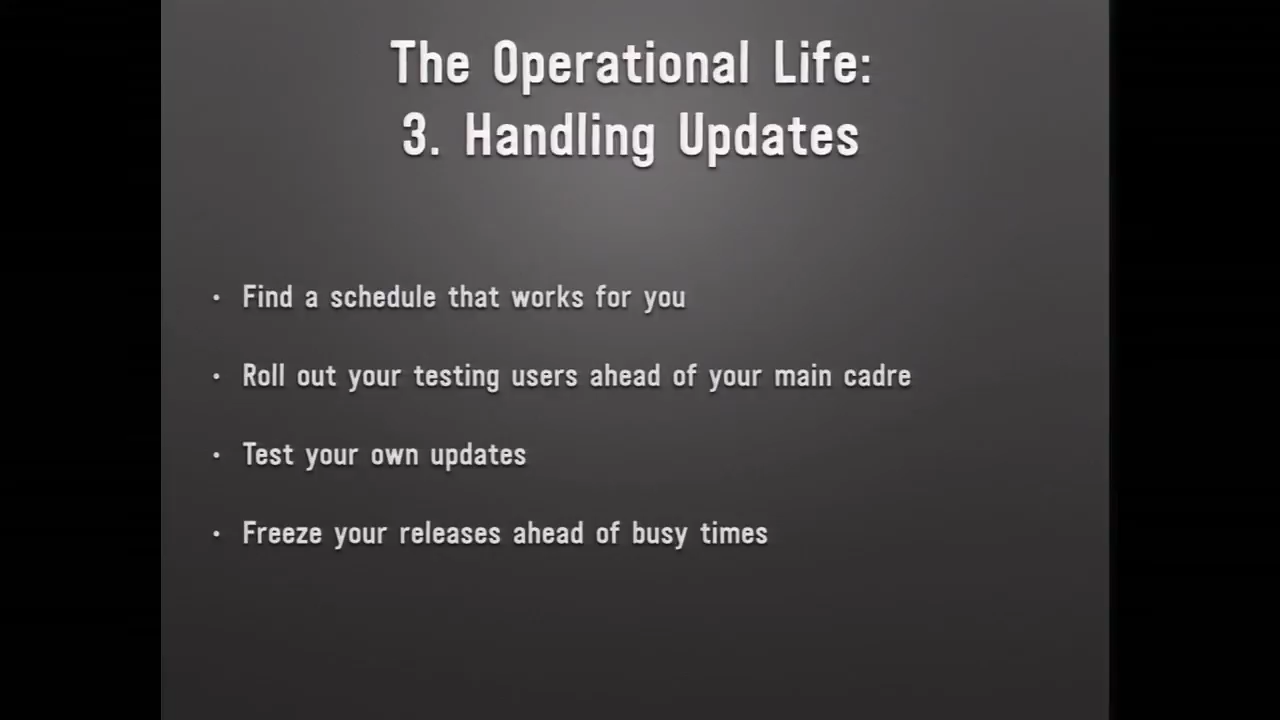 The Operational Life:
3. Handling Updates
• Find a schedule that works for you
• Roll out your testing users ahead of your main cadre
• Test your own updates
• Freeze your releases ahead of busy times